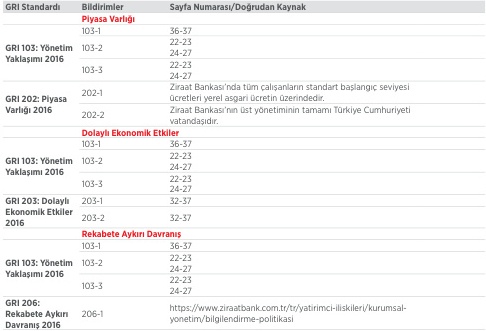 GRI Standardı Bildirimler Sayfa Numarası/Doğrudan Kaynak
Piyasa Varlığı
GRI 103: Yönetim Yaklaşımı 2016
103-1 36-37
103-2 22-23
24-27
103-3 22-23
24-27
GRI 202: Piyasa Varlığı 2016
202-1 Ziraat Bankası'nda tüm çalışanların standart başlangıç seviyesi
ücretleri yerel asgari ücretin üzerindedir.
202-2 Ziraat Bankası'nın üst yönetiminin tamamı Türkiye Cumhuriyeti
vatandaşıdır.
Dolaylı Ekonomik Etkiler
GRI 103: Yönetim
Yaklaşımı 2016
103-1 36-37
103-2 22-23
24-27
103-3 22-23
24-27
GRI 203: Dolaylı
Ekonomik Etkiler
2016
203-1 32-37
203-2 32-37
Rekabete Aykırı Davranış
GRI 103: Yönetim
Yaklaşımı 2016
103-1 36-37
103-2 22-23
24-27
103-3 22-23
24-27
GRI 206:
Rekabete Aykırı
Davranış 2016
206-1 https://www.ziraatbank.com.tr/tr/yatirimci-iliskileri/kurumsal-
yonetim/bilgilendirme-politikasi